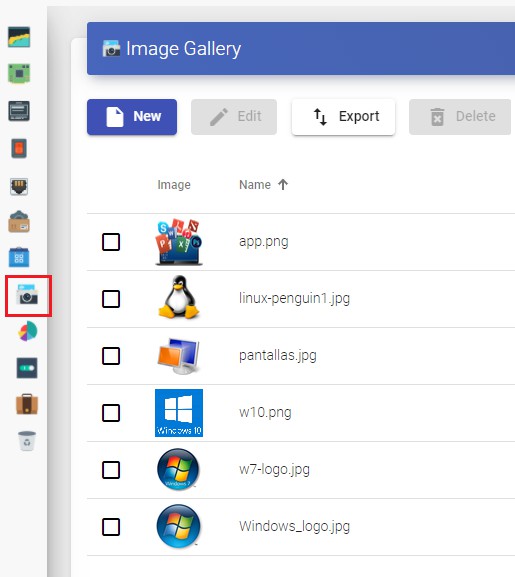 Image Gallery
New Edit Export Delete
Image Name
app.png
linux-penguin1.jpg
pantallas.jpg
Windows 10
w10.png
Windows 7
w7-logo.jpg
Windows_logo.jpg